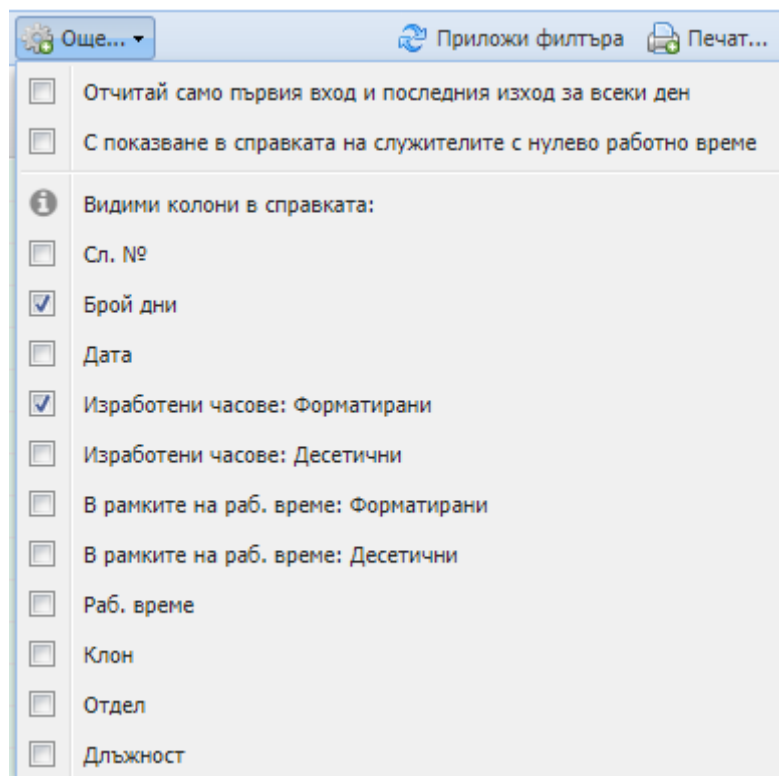 Още... Приложи филтъра Печат...
Отчитай само първия вход и последния изход за всеки ден
С показване в справката на служителите с нулево работно време
Видими колони в справката:
Сл. №
Брой дни
Дата
Изработени часове: Форматирани
Изработени часове: Десетични
В рамките на раб. време: Форматирани
В рамките на раб. време: Десетични
Раб. време
Клон
Отдел
Длъжност